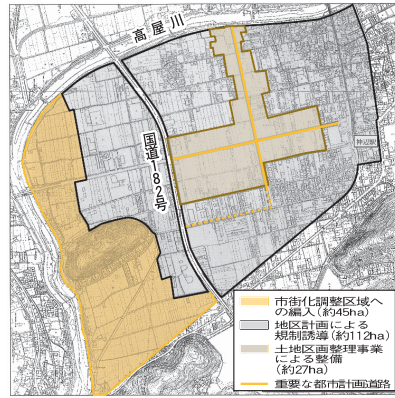 高屋川
国道182号
神辺駅
市街化調整区域へ
の編入(約45ha)
地区計画による
規制誘導(約112ha)
土地区画整理事業
による整備
(約27ha)
重要な都市計画道路